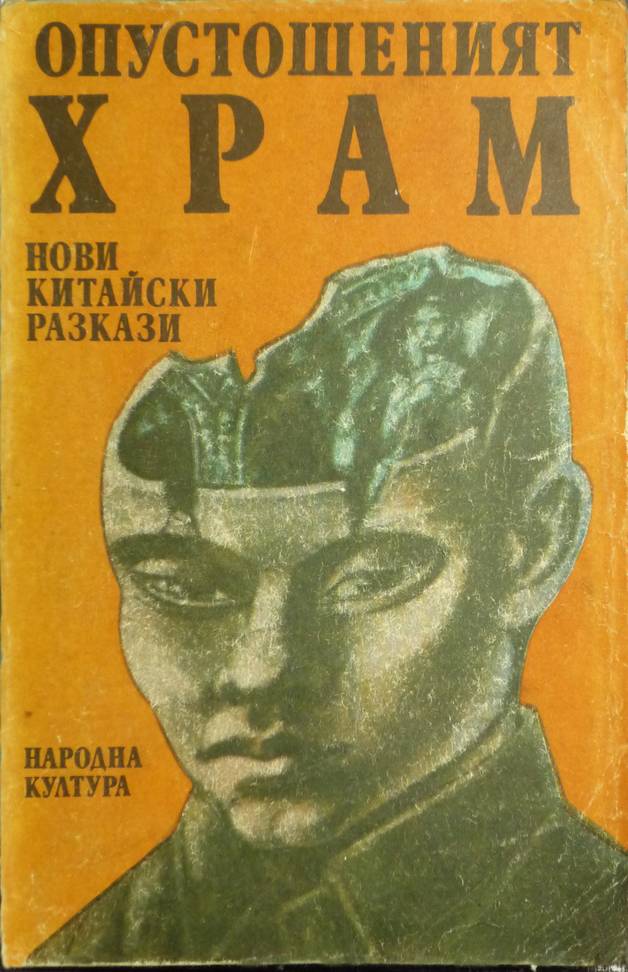 ОПУСТОШЕНИЯТ
ХРАМ
НОВИ
КИТАЙСКИ
РАЗКАЗИ
НАРОДНА
КУЛТУРА